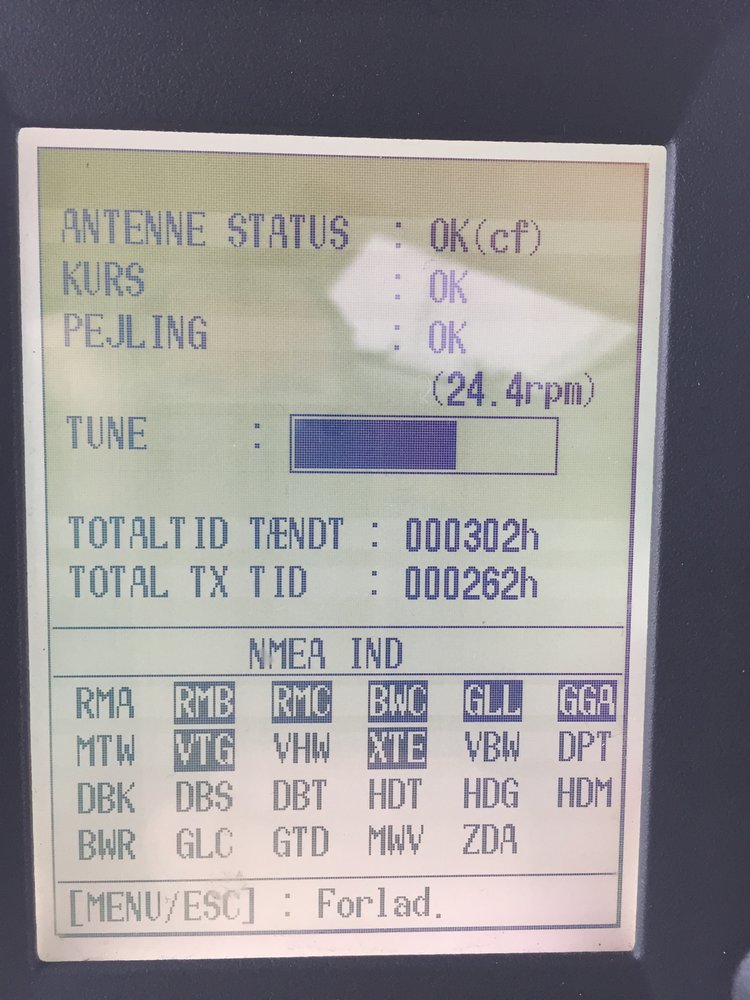 ANTENNE STATUS : OK(cf)
KURS : OK
PEJLING : OK
(24.4rpm)
TUNE :
TOTALTID TÆNDT : 000302h
TOTAL TX TID : 000262h
NMEA IND
RMA RMB RMC BWC GLL GGA
MTW VTG VHW XTE VBW DPT
DBK DBS DBT HDT HDG HDM
BWR GLC GTD MWV ZDA
[MENU/ESC] : Forlad.